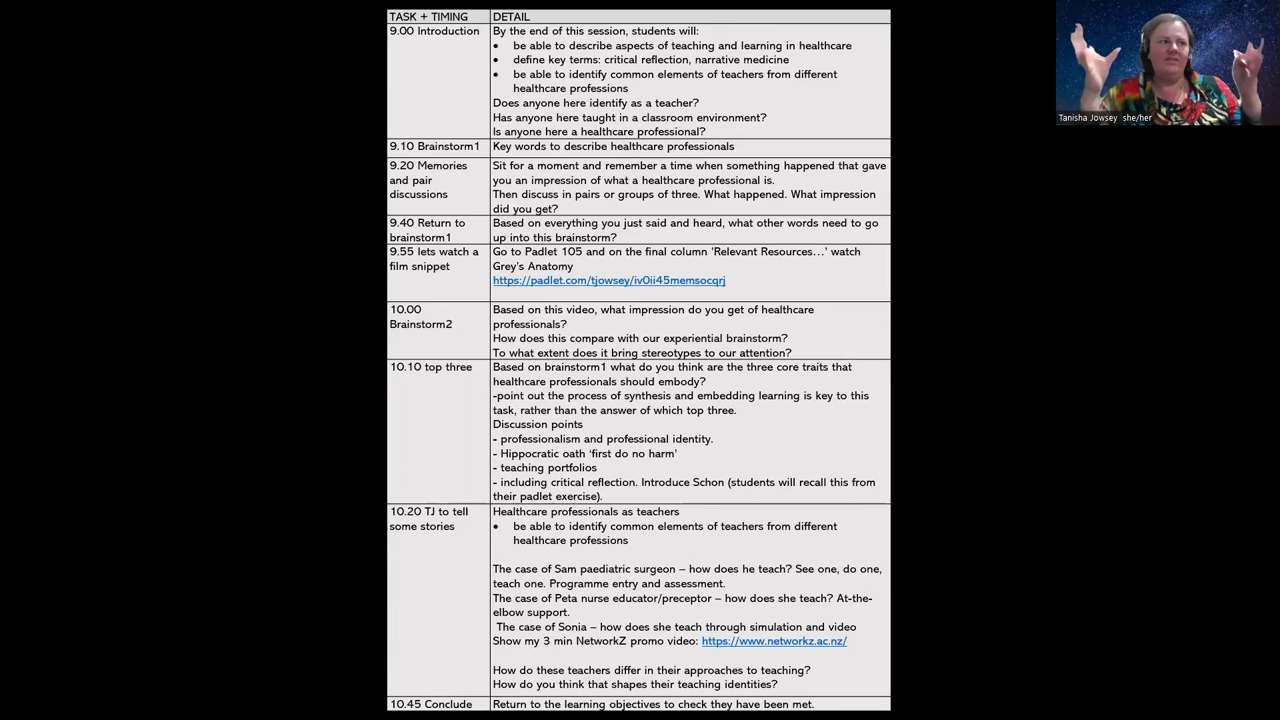 TASK + TIMING DETAIL
9.00 Introduction By the end of this session, students will:
• be able to describe aspects of teaching and learning in healthcare
• define key terms: critical reflection, narrative medicine
• be able to identify common elements of teachers from different
healthcare professions
Does anyone here identify as a teacher?
Has anyone here taught in a classroom environment?
Is anyone here a healthcare professional?
9.10 Brainstorm1 Key words to describe healthcare professionals
9.20 Memories
and pair
discussions
Sit for a moment and remember a time when something happened that gave
you an impression of what a healthcare professional is.
Then discuss in pairs or groups of three. What happened. What impression
did you get?
9.40 Return to
brainstorm1
Based on everything you just said and heard, what other words need to go
up into this brainstorm?
9.55 lets watch a
film snippet
Go to Padlet 105 and on the final column 'Relevant Resources...' watch
Grey's Anatomy
https://padlet.com/tjowsey/iv0ii45memsocqrj
10.00
Brainstorm2
Based on this video, what impression do you get of healthcare
professionals?
How does this compare with our experiential brainstorm?
To what extent does it bring stereotypes to our attention?
10.10 top three
Based on brainstorm1 what do you think are the three core traits that
healthcare professionals should embody?
-point out the process of synthesis and embedding learning is key to this
task, rather than the answer of which top three.
Discussion points
- professionalism and professional identity.
- Hippocratic oath 'first do no harm'
- teaching portfolios
- including critical reflection. Introduce Schon (students will recall this from
their padlet exercise).
10.20 TJ to tell
some stories
Healthcare professionals as teachers
• be able to identify common elements of teachers from different
healthcare professions
The case of Sam paediatric surgeon – how does he teach? See one, do one,
teach one. Programme entry and assessment.
The case of Peta nurse educator/preceptor – how does she teach? At-the-
elbow support.
The case of Sonia – how does she teach through simulation and video
Show my 3 min NetworkZ promo video: https://www.networkz.ac.nz/
How do these teachers differ in their approaches to teaching?
How do you think that shapes their teaching identities?
10.45 Conclude Return to the learning objectives to check they have been met.
Tanisha Jowsey she/her